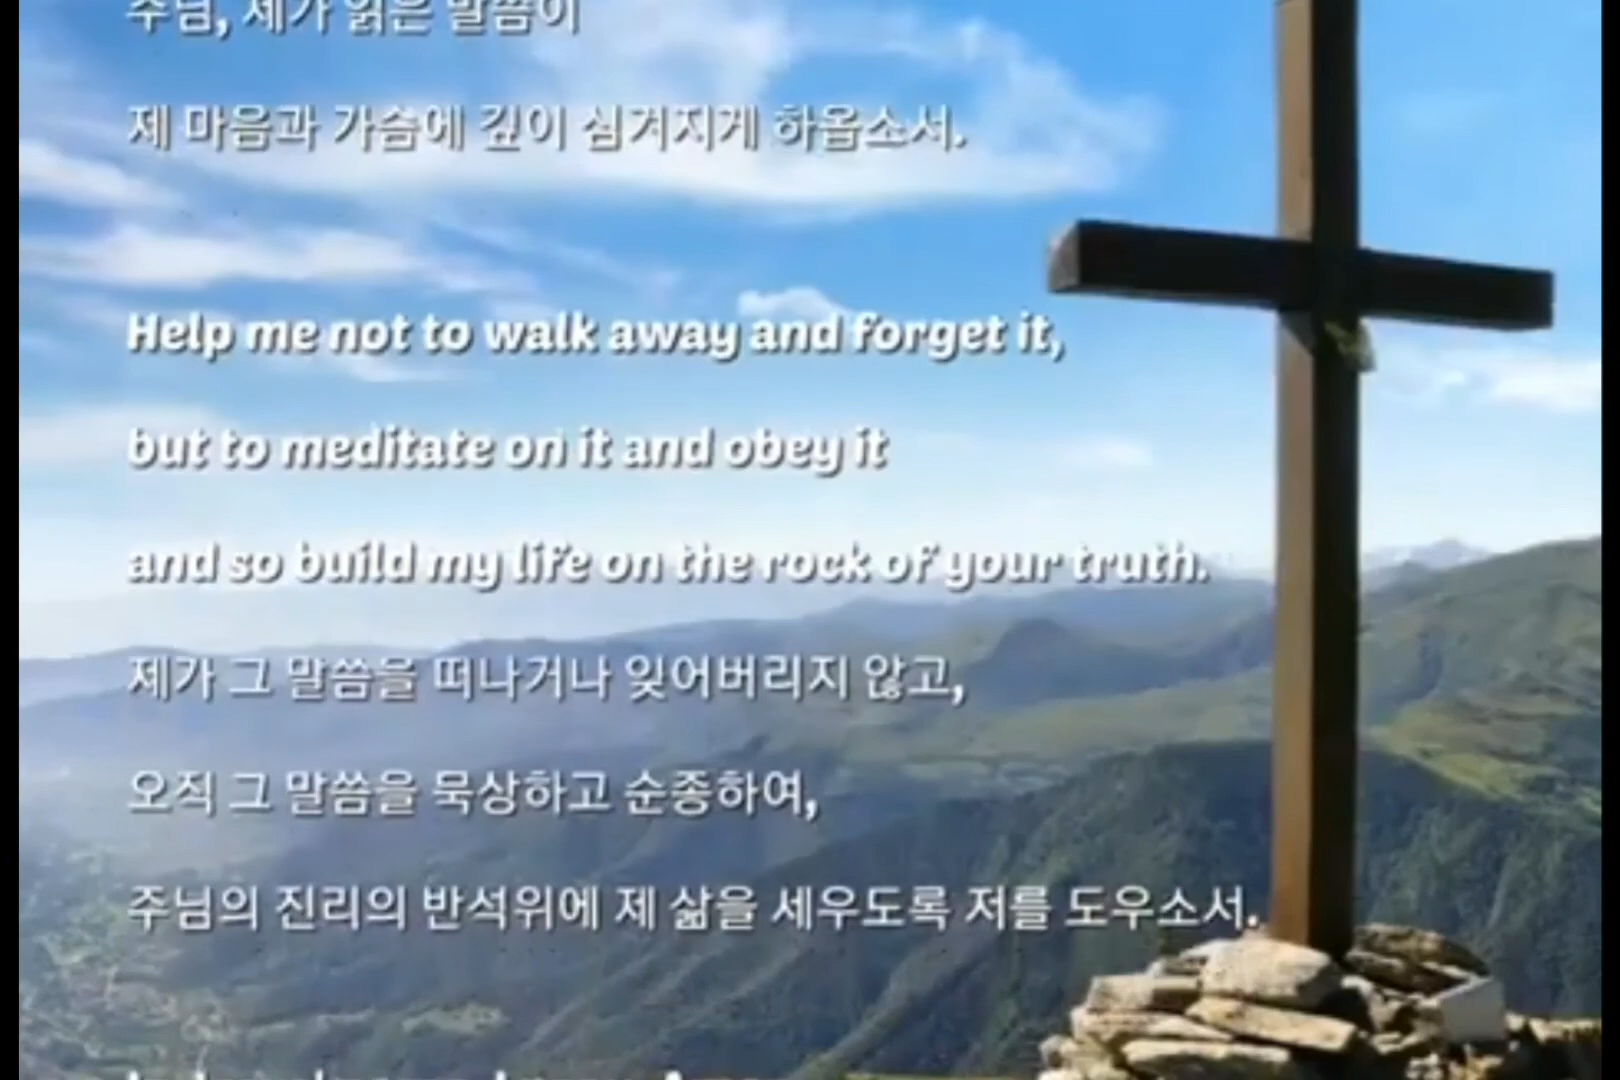 주님, 제가 읽은 말씀이
제 마음과 가슴에 깊이 심겨지게 하옵소서.
Help me not to walk away and forget it,
but to meditate on it and obey it
and so build my life on the rock of your truth.
제가 그 말씀을 떠나거나 잊어버리지 않고,
오직 그 말씀을 묵상하고 순종하여,
주님의 진리의 반석위에 제 삶을 세우도록 저를 도우소서.